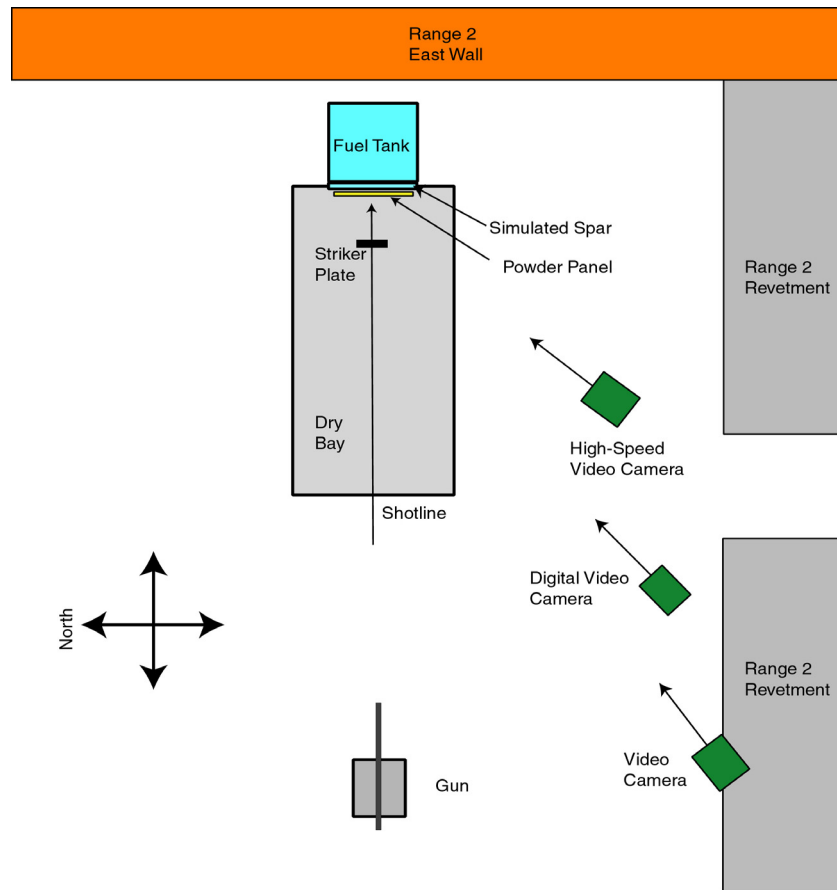 Range 2
East Wall
Fuel Tank
Simulated Spar
Striker
Plate
Powder Panel
Range 2
Revetment
Dry
Bay
High-Speed
Video Camera
Shotline
Digital Video
Camera
North
Range 2
Revetment
Video
Camera
Gun